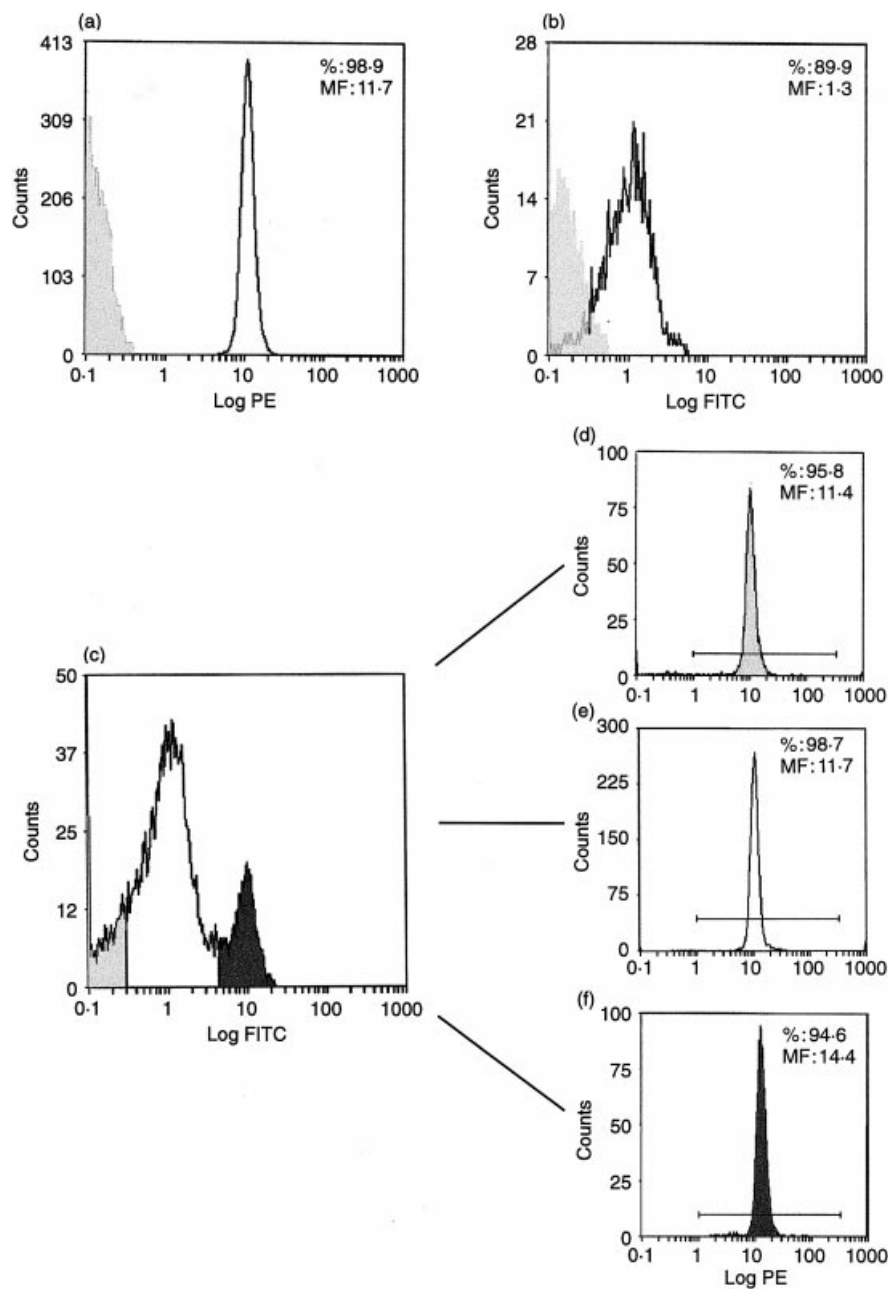 (a)
413
309
206
103
0
Counts
%:98·9
MF:11·7
0·1 1 10 100 1000
Log PE
(b)
28
21
14
7
0
Counts
%:89·9
MF:1·3
0·1 1 10 100 1000
Log FITC
(c)
50
37
25
12
0
Counts
0·1 1 10 100 1000
Log FITC
(d)
100
75
50
25
0
Counts
%:95·8
MF:11·4
0·1 1 10 100 1000
(e)
300
225
150
75
0
Counts
%:98·7
MF:11·7
0·1 1 10 100 1000
(f)
100
75
50
25
0
Counts
%:94·6
MF:14·4
0·1 1 10 100 1000
Log PE